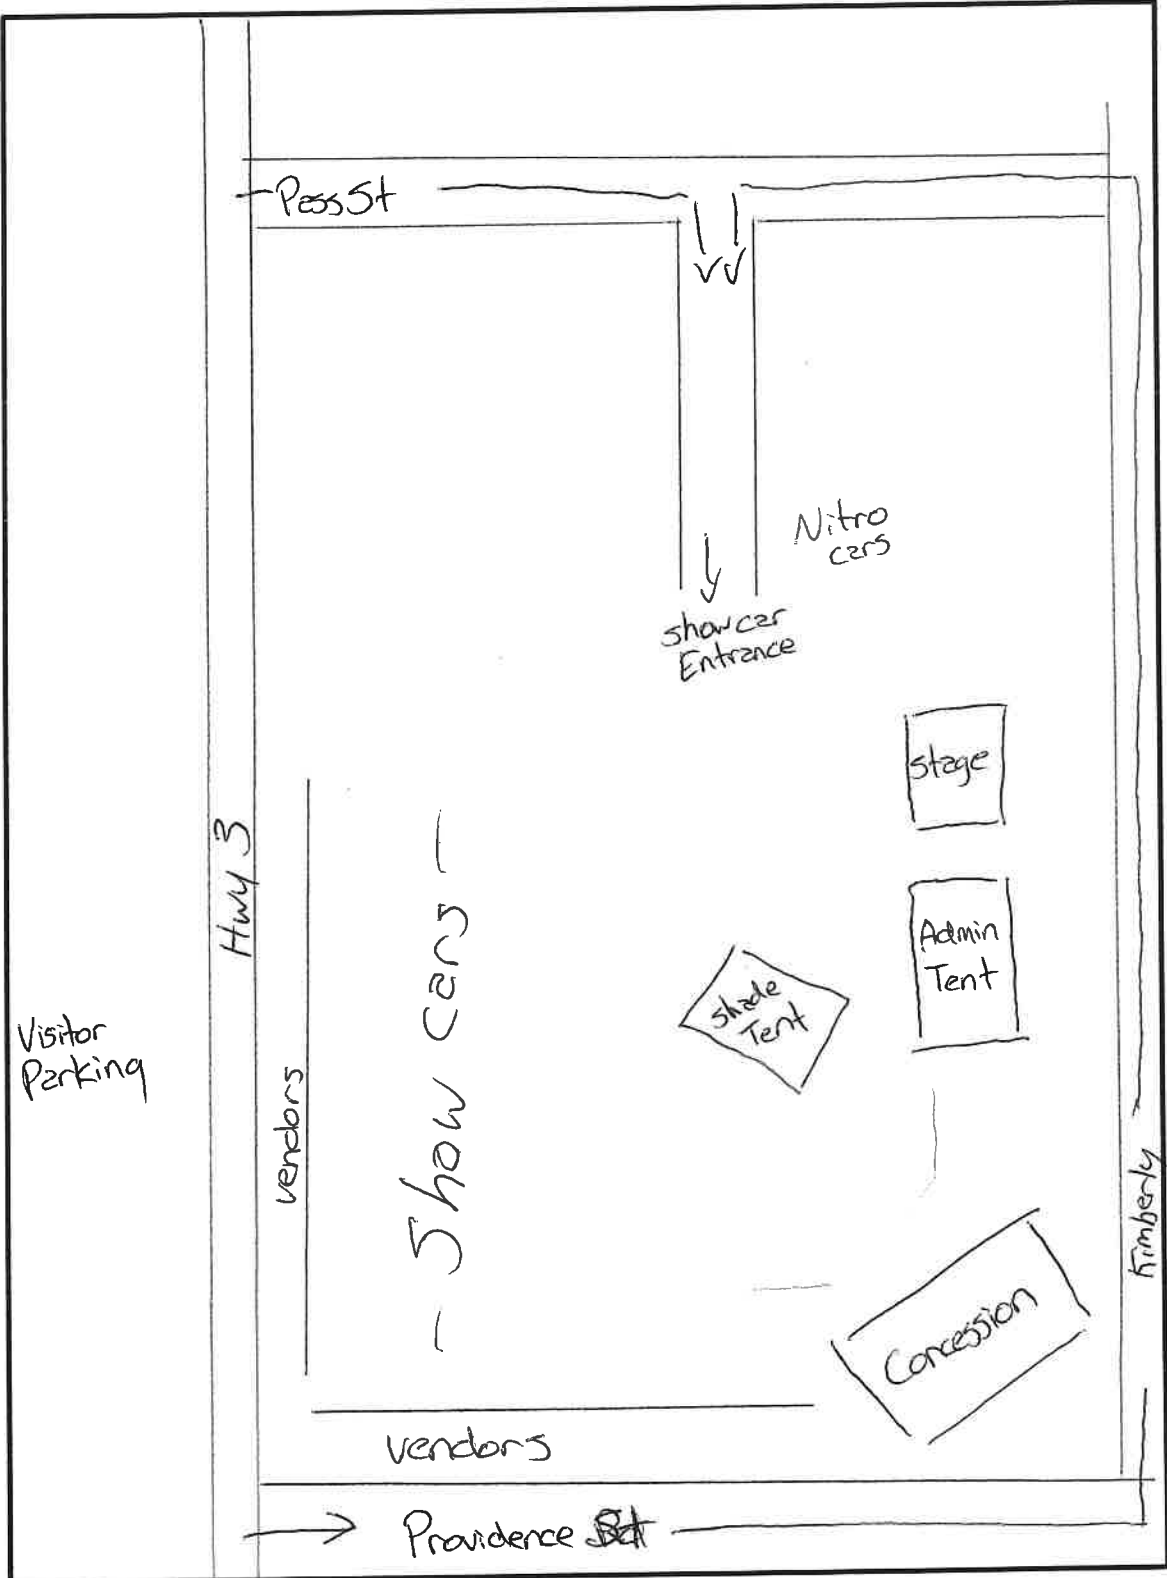 Pass St
Nitro
cars
show car
Entrance
stage
Hwy 3
Admin
Tent
shade
Tent
- Show cars -
Visitor
Parking
vendors
Kimberly
Concession
vendors
Providence